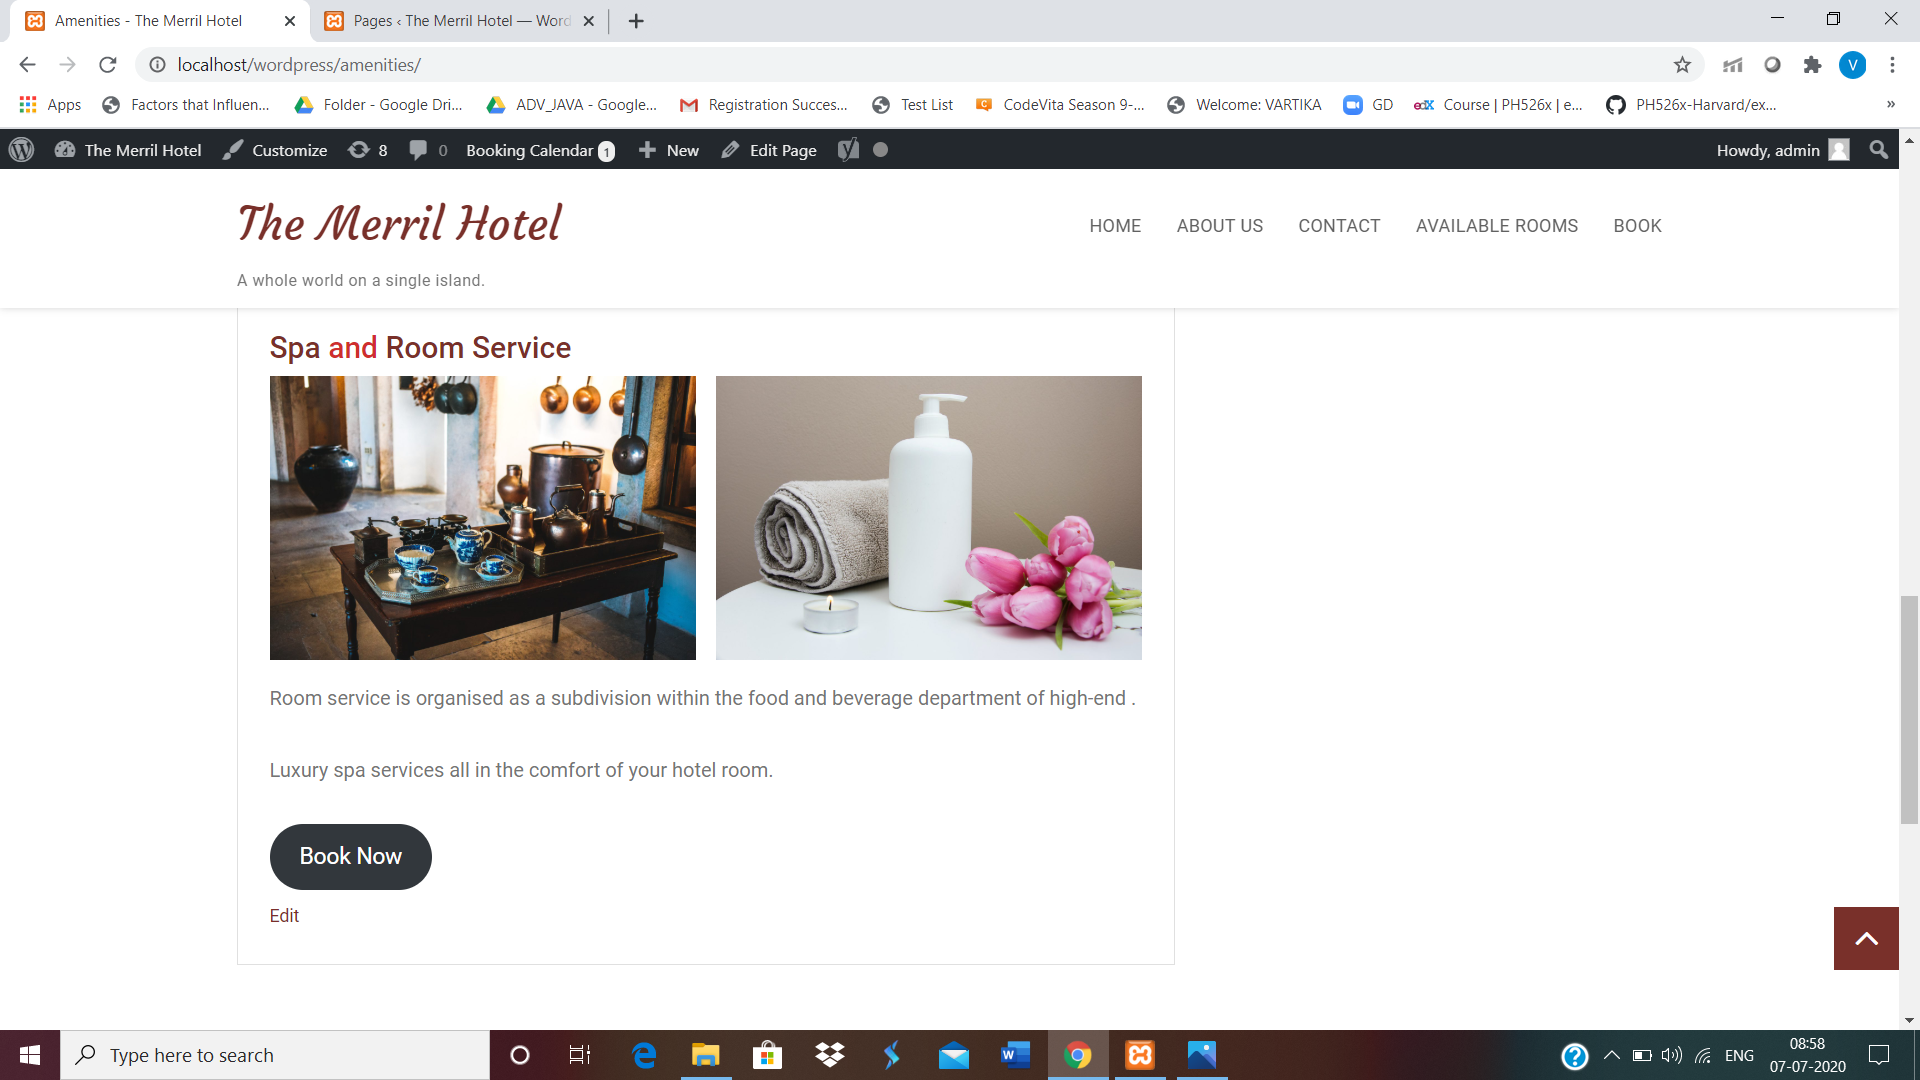 Amenities - The Merril Hotel
Pages ‹ The Merril Hotel — Word
localhost/wordpress/amenities/
V
Apps
Factors that Influen...
Folder - Google Dri...
ADV_JAVA - Google...
Registration Succes...
Test List
CodeVita Season 9-...
Welcome: VARTIKA
GD
edX
Course | PH526x | e...
PH526x-Harvard/ex...
»
The Merril Hotel
Customize
8
0
Booking Calendar 1
New
Edit Page
Howdy, admin
The Merril Hotel
HOME
ABOUT US
CONTACT
AVAILABLE ROOMS
BOOK
A whole world on a single island.
Spa and Room Service
Room service is organised as a subdivision within the food and beverage department of high-end .
Luxury spa services all in the comfort of your hotel room.
Book Now
Edit
Type here to search
ENG
08:58
07-07-2020